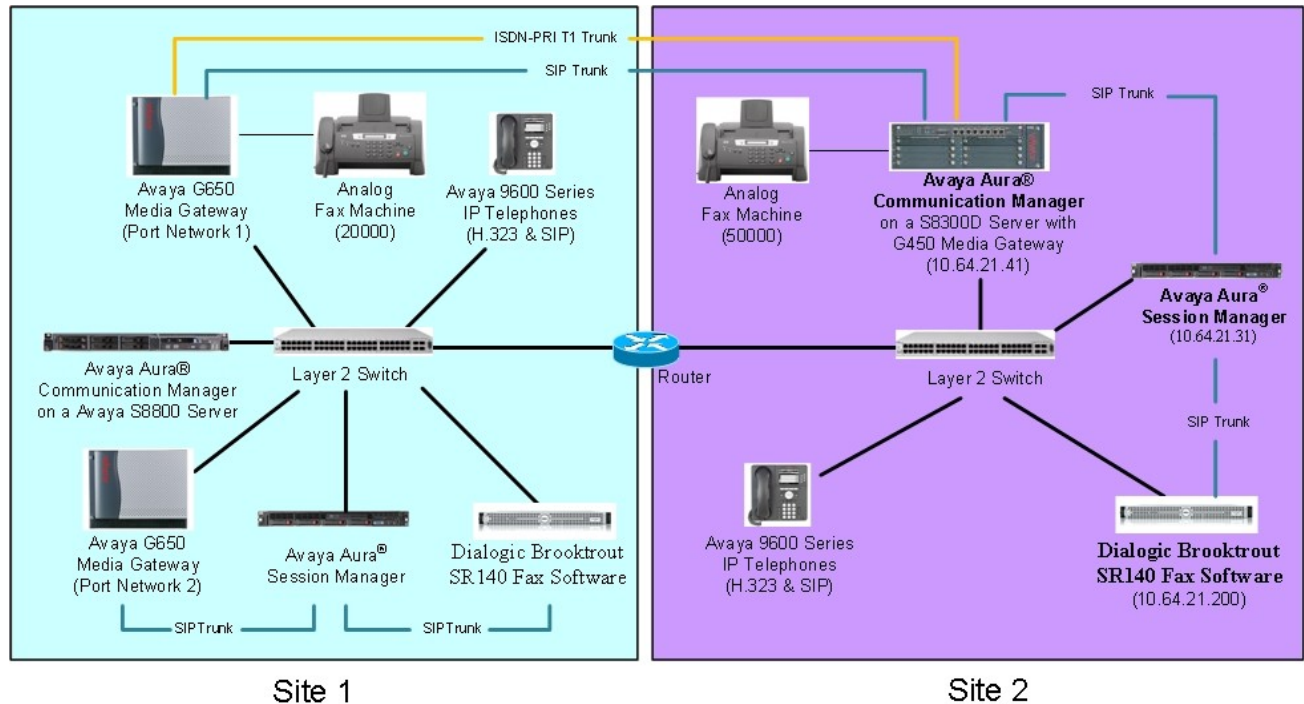 ISDN-PRI T1 Trunk
SIP Trunk
SIP Trunk
Avaya G650
Media Gateway
(Port Network 1)
Analog
Fax Machine
(20000)
Avaya 9600 Series
IP Telephones
(H.323 & SIP)
Analog
Fax Machine
(50000)
Avaya Aura®
Communication Manager
on a S8300D Server with
G450 Media Gateway
(10.64.21.41)
Avaya Aura®
Session Manager
(10.64.21.31)
Avaya Aura®
Communication Manager
on a Avaya S8800 Server
Layer 2 Switch
Router
Layer 2 Switch
SIP Trunk
Avaya G650
Media Gateway
(Port Network 2)
Avaya Aura®
Session Manager
Dialogic Brooktrout
SR140 Fax Software
Avaya 9600 Series
IP Telephones
(H.323 & SIP)
Dialogic Brooktrout
SR140 Fax Software
(10.64.21.200)
SIPTrunk
SIPTrunk
Site 1
Site 2